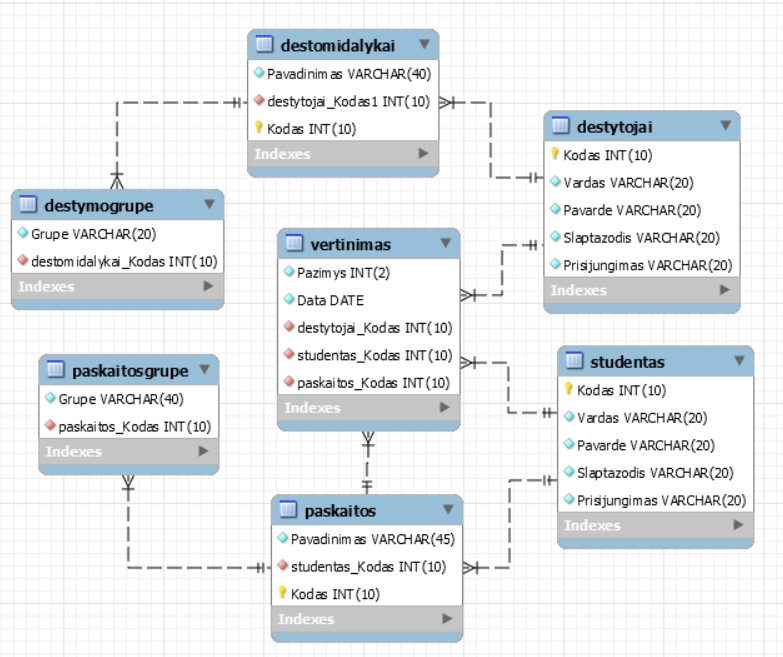 destomidalykai
Pavadinimas VARCHAR(40)
destytojai_Kodas1 INT(10)
Kodas INT(10)
Indexes
destytojai
Kodas INT(10)
Vardas VARCHAR(20)
Pavarde VARCHAR(20)
Slaptazodis VARCHAR(20)
Prisijungimas VARCHAR(20)
Indexes
destymogrupe
Grupe VARCHAR(20)
destomidalykai_Kodas INT(10)
Indexes
vertinimas
Pazimys INT(2)
Data DATE
destytojai_Kodas INT(10)
studentas_Kodas INT(10)
paskaitos_Kodas INT(10)
Indexes
paskaitosgrupe
Grupe VARCHAR(40)
paskaitos_Kodas INT(10)
Indexes
studentas
Kodas INT(10)
Vardas VARCHAR(20)
Pavarde VARCHAR(20)
Slaptazodis VARCHAR(20)
Prisijungimas VARCHAR(20)
Indexes
paskaitos
Pavadinimas VARCHAR(45)
studentas_Kodas INT(10)
Kodas INT(10)
Indexes